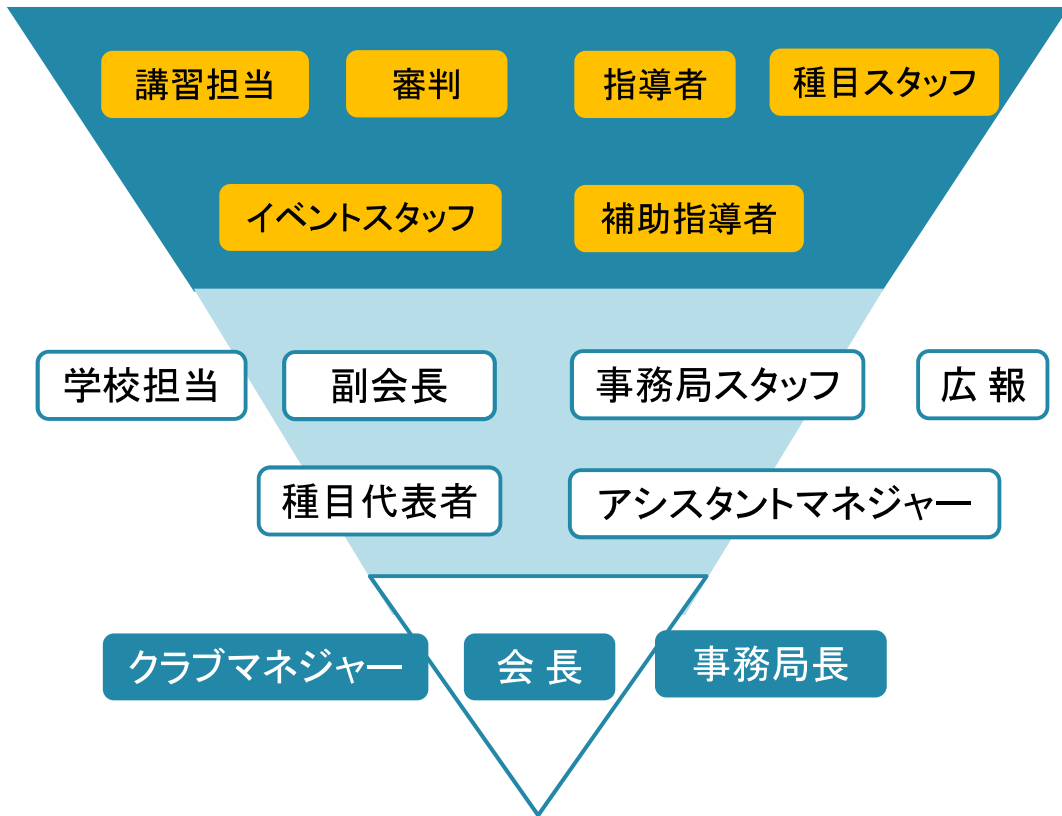 講習担当 審判 指導者 種目スタッフ
イベントスタッフ 補助指導者
学校担当 副会長 事務局スタッフ 広 報
種目代表者 アシスタントマネジャー
クラブマネジャー 会 長 事務局長